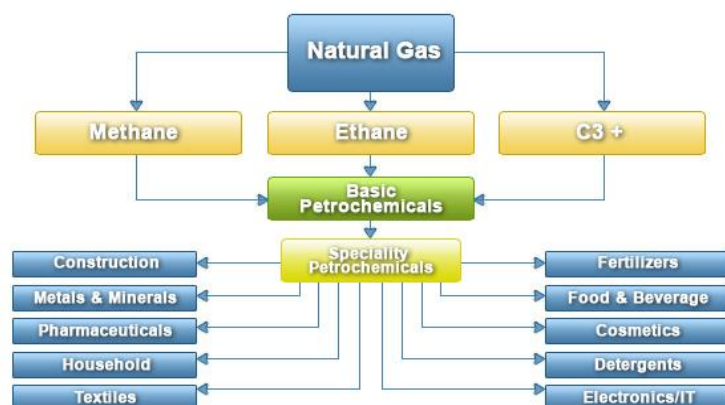 Natural Gas
Methane
Ethane
C3 +
Basic
Petrochemicals
Speciality
Petrochemicals
Construction
Metals & Minerals
Pharmaceuticals
Household
Textiles
Fertilizers
Food & Beverage
Cosmetics
Detergents
Electronics/IT